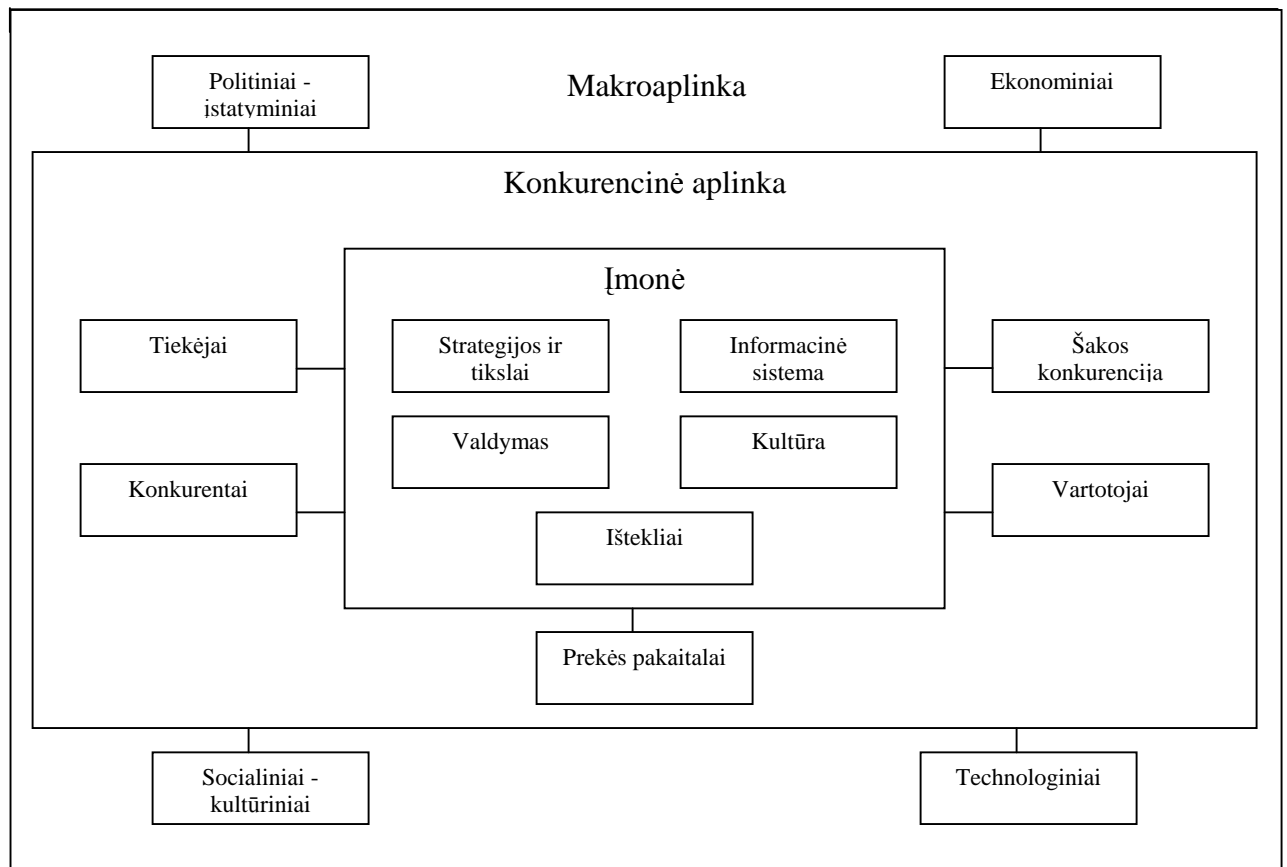 Politiniai -
įstatyminiai
Makroaplinka
Ekonominiai
Konkurencinė aplinka
Įmonė
Tiekėjai
Strategijos ir
tikslai
Informacinė
sistema
Šakos
konkurencija
Valdymas
Kultūra
Konkurentai
Vartotojai
Ištekliai
Prekės pakaitalai
Socialiniai -
kultūriniai
Technologiniai